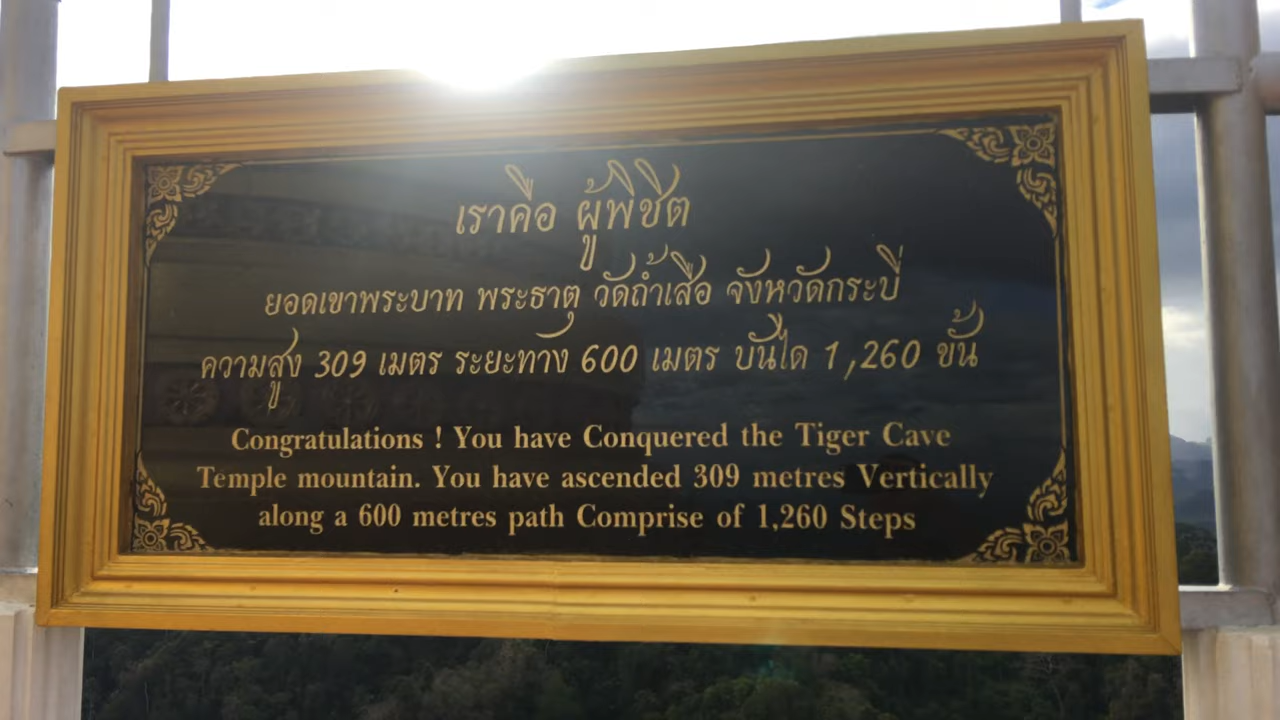 เราคือ ผู้พิชิต
ยอดเขาพระบาท พระธาตุ วัดถ้ำเสือ จังหวัดกระบี่
ความสูง 309 เมตร ระยะทาง 600 เมตร บันได 1,260 ขั้น
Congratulations ! You have Conquered the Tiger Cave
Temple mountain. You have ascended 309 metres Vertically
along a 600 metres path Comprise of 1,260 Steps